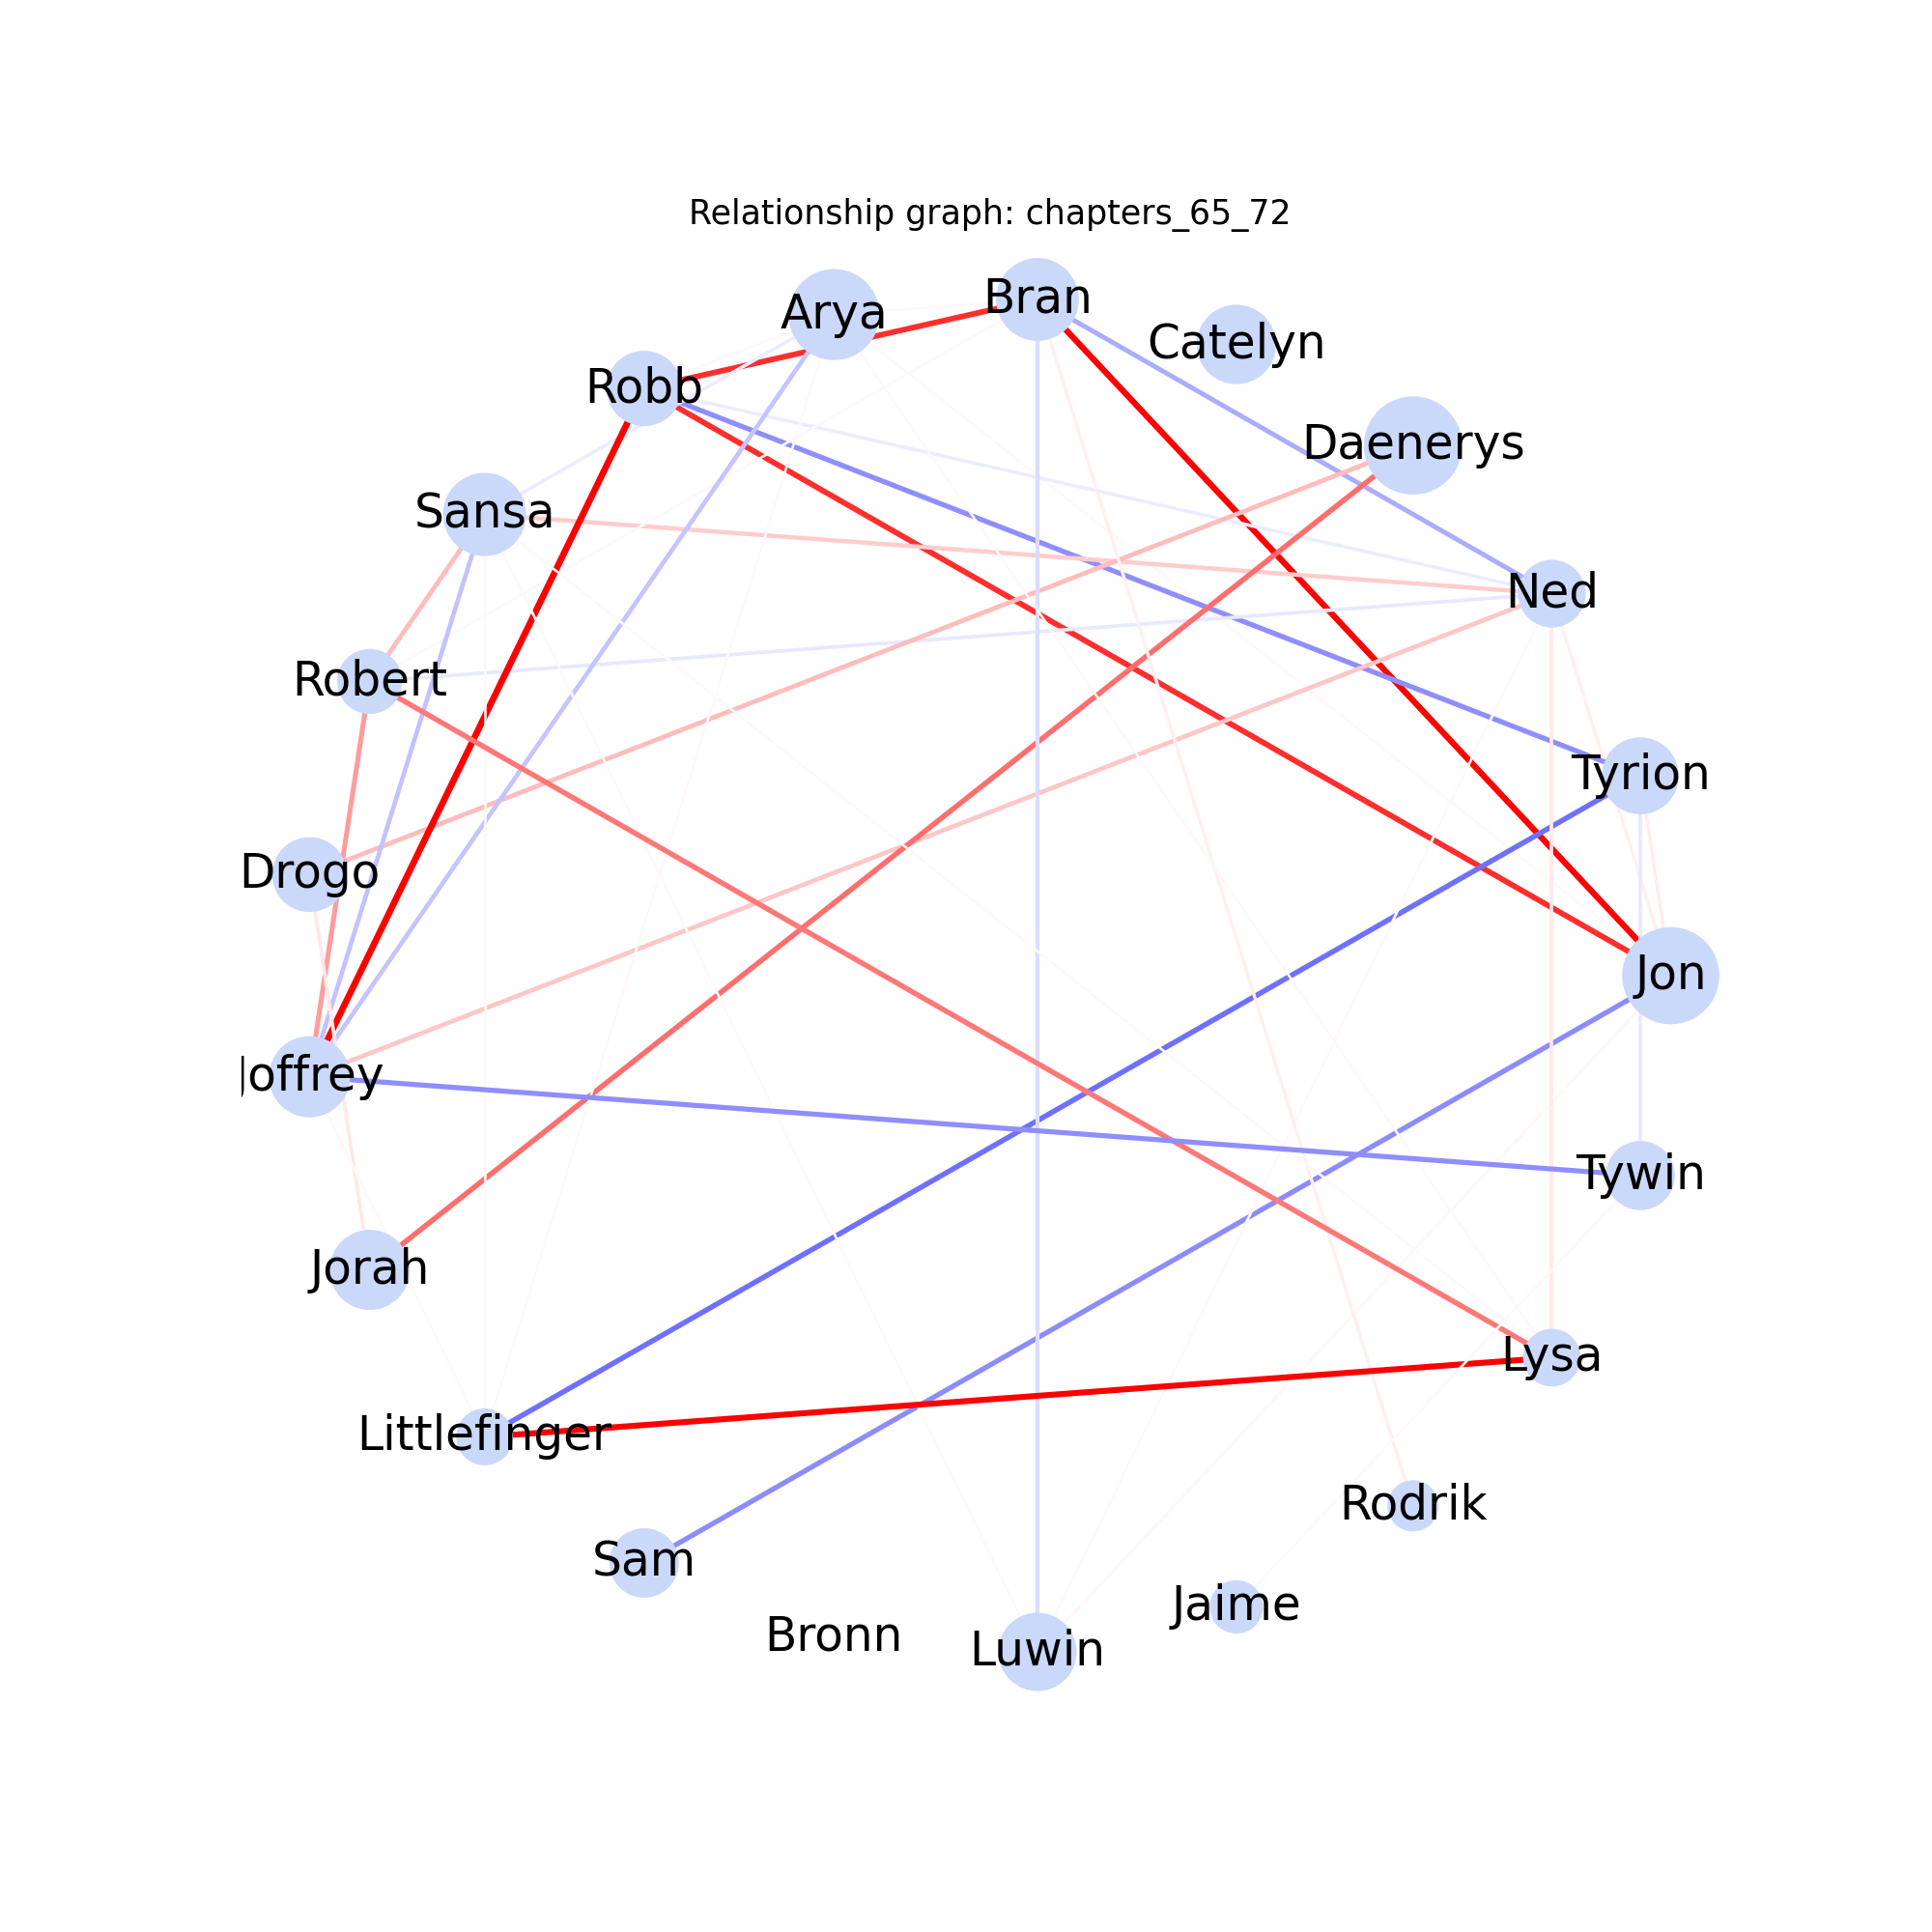 Relationship graph: chapters_65_72
Bran
Arya
Catelyn
Robb
Daenerys
Sansa
Ned
Robert
Tyrion
Drogo
Jon
Joffrey
Tywin
Jorah
Lysa
Littlefinger
Rodrik
Sam
Jaime
Bronn
Luwin